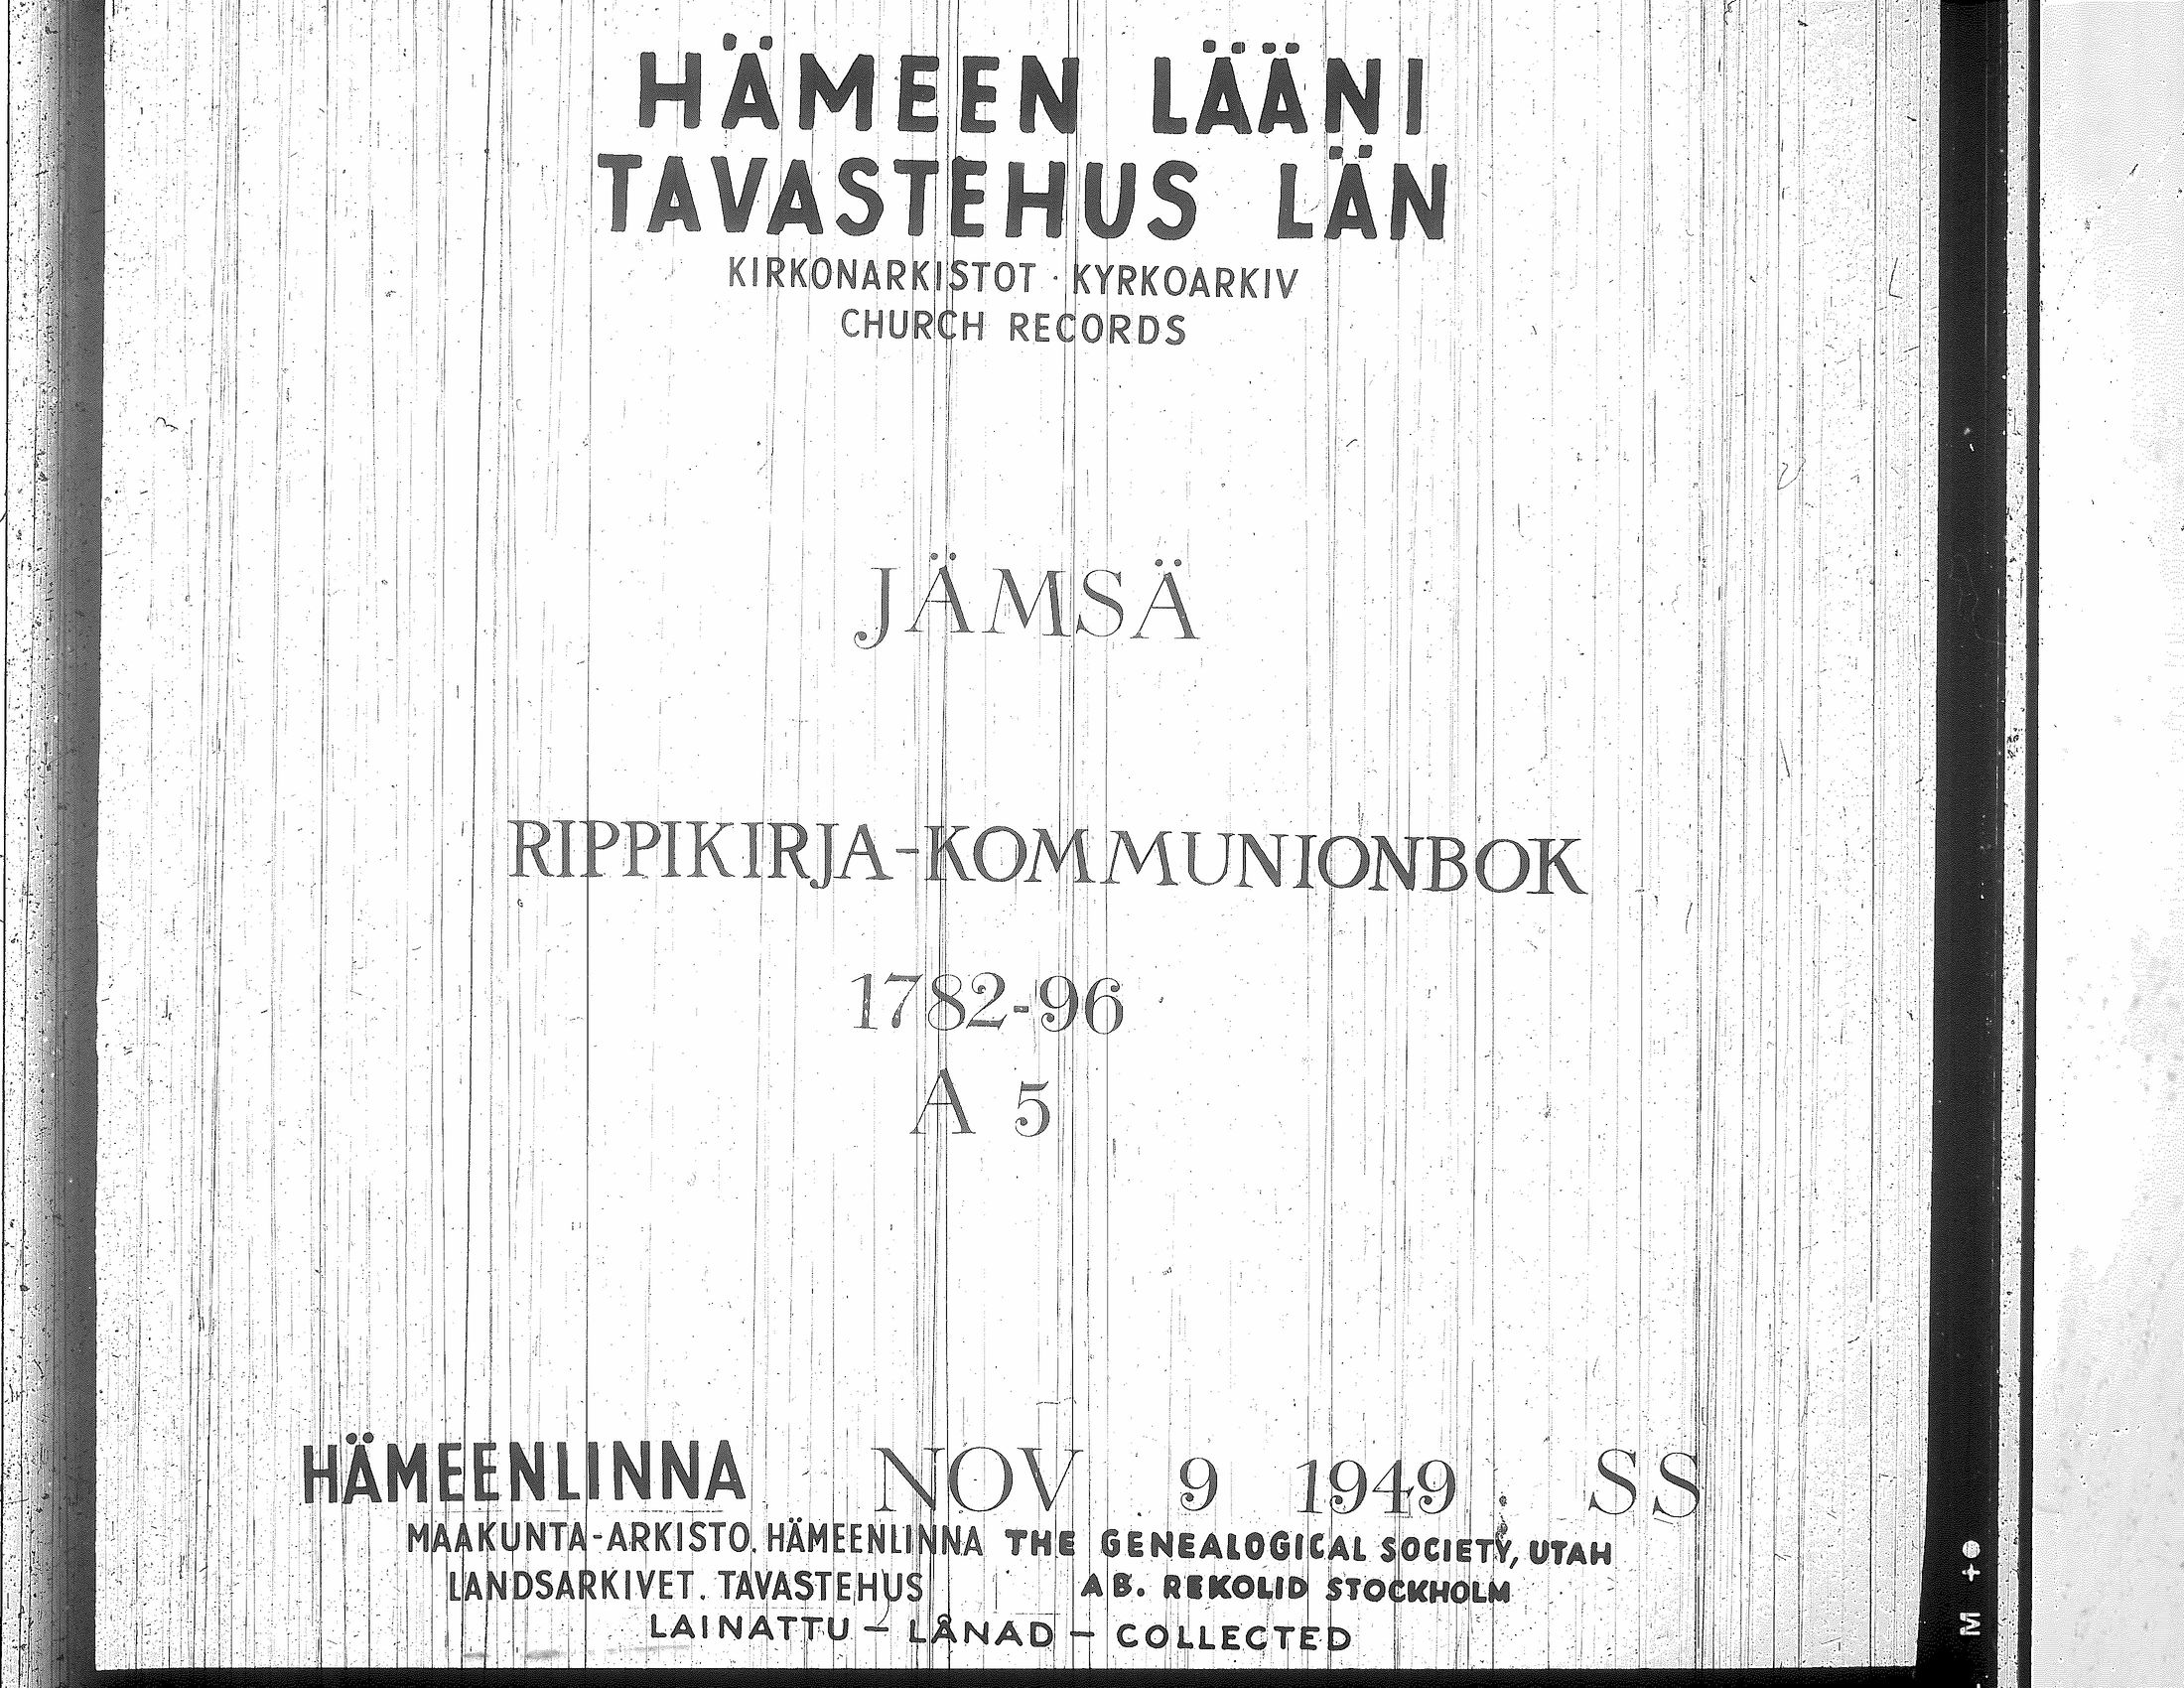 HÄMEEN LÄÄNI
TAVASTEHUS LÄN
KIRKONARKISTOT · KYRKOARKIV
CHURCH RECORDS
JÄMSÄ
RIPPIKIRJA-KOMMUNIONBOK
1782-96
A 5
HÄMEENLINNA NOV 9 1949 SS
MAAKUNTA-ARKISTO. HÄMEENLINNA THE GENEALOGICAL SOCIETY, UTAH
LANDSARKIVET. TAVASTEHUS AB. REKOLID STOCKHOLM
LAINATTU – LÅNAD – COLLECTED